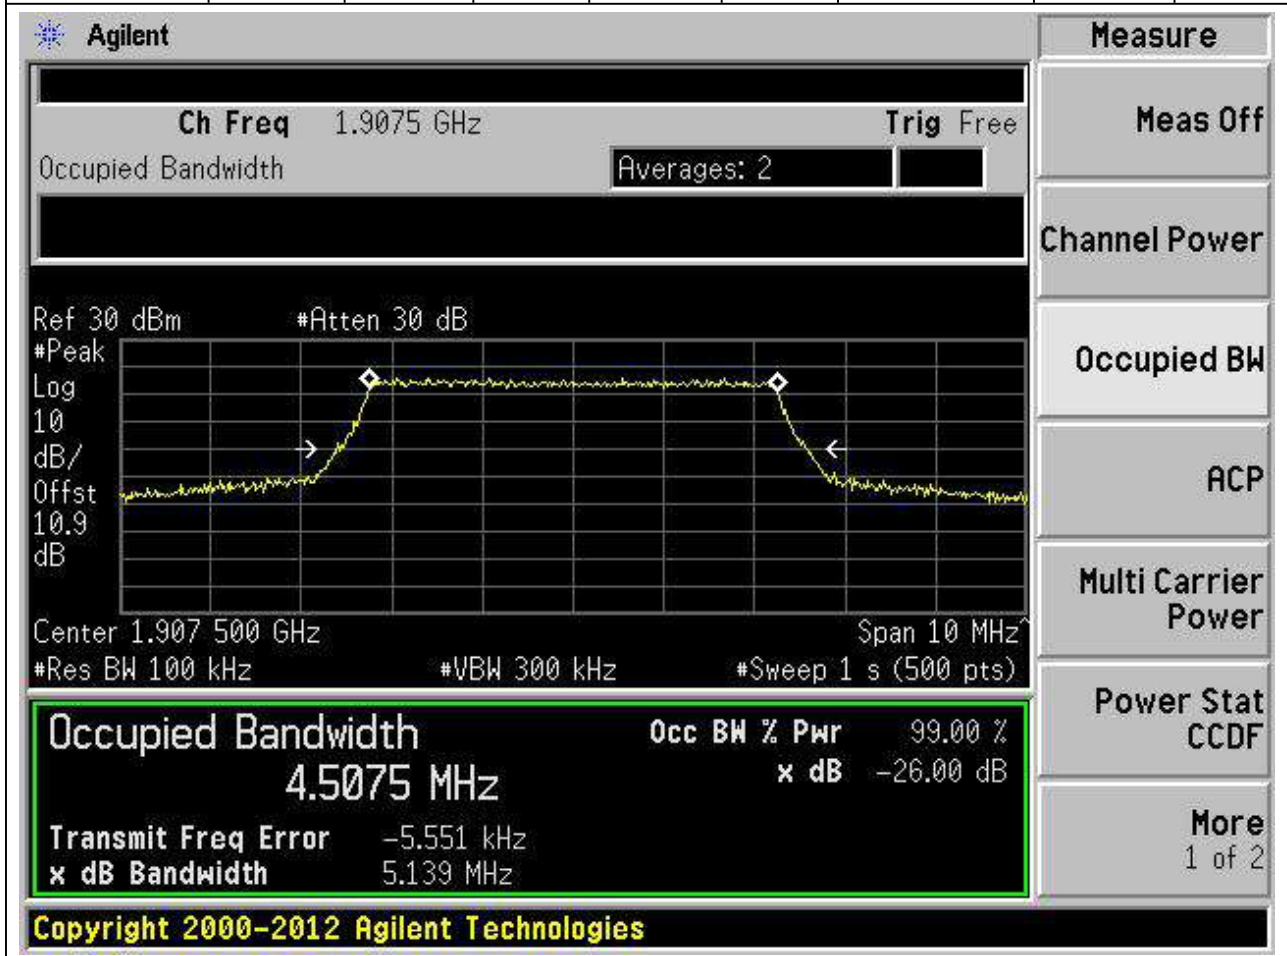 Agilent
Measure
Ch Freq 1.9075 GHz Trig Free
Meas Off
Occupied Bandwidth Averages: 2
Channel Power
Ref 30 dBm #Atten 30 dB
#Peak
Log
10
dB/
Offst
10.9
dB
Occupied BW
ACP
Center 1.907 500 GHz Span 10 MHz^
#Res BW 100 kHz #VBW 300 kHz #Sweep 1 s (500 pts)
Multi Carrier
Power
Occupied Bandwidth Occ BW % Pwr 99.00 %
4.5075 MHz x dB -26.00 dB
Transmit Freq Error -5.551 kHz
x dB Bandwidth 5.139 MHz
Power Stat
CCDF
More
1 of 2
Copyright 2000-2012 Agilent Technologies